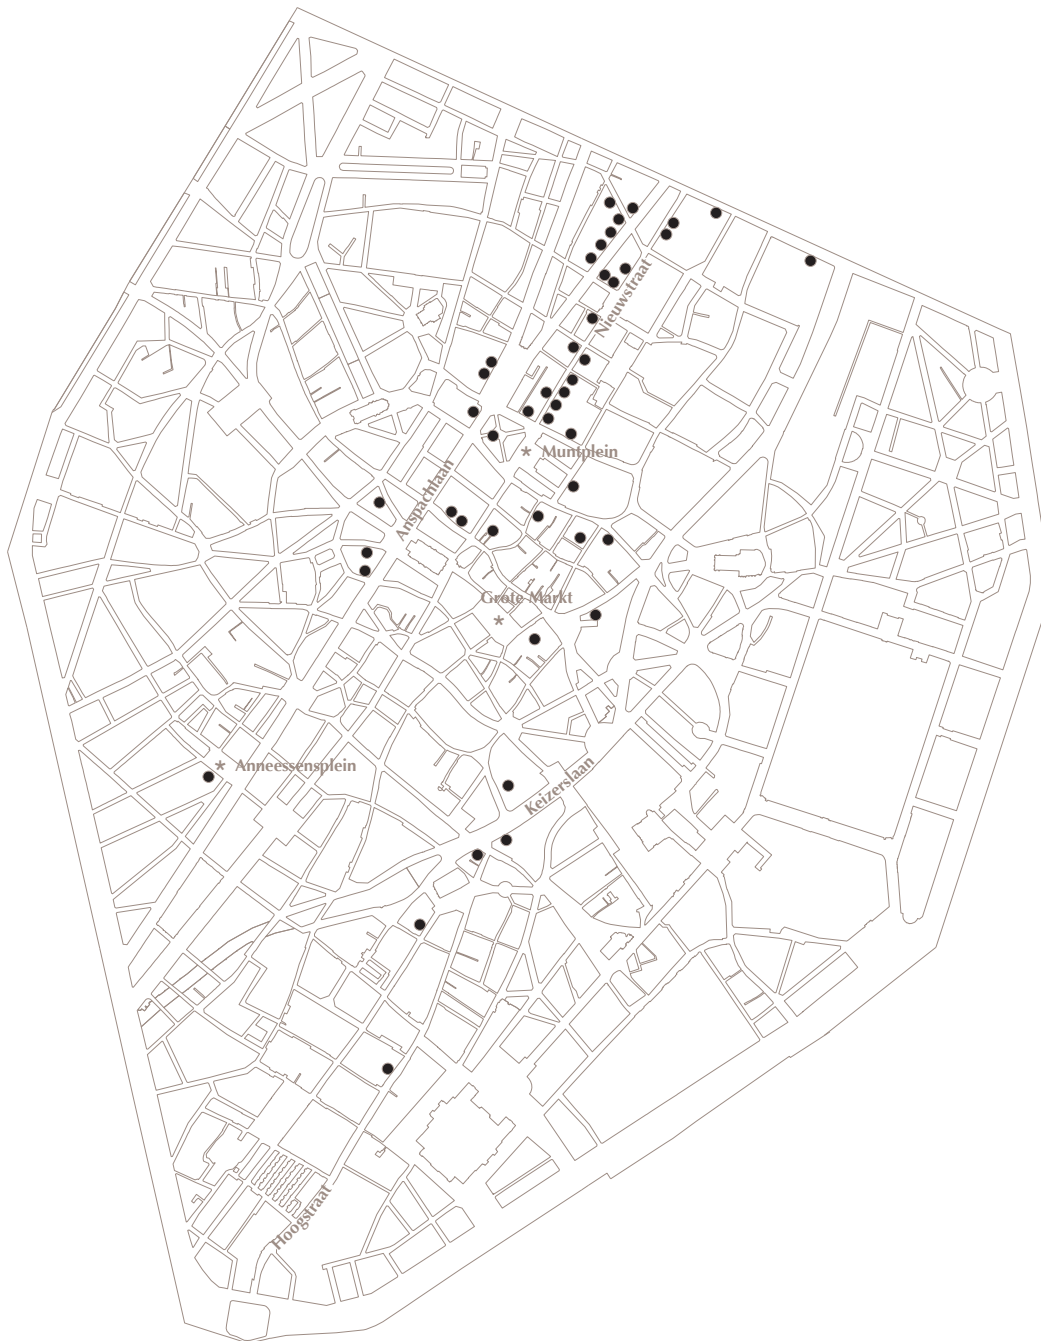 Nieuwstraat
* Muntplein
Anspachlaan
Grote Markt
*
* Anneessensplein
Keizerslaan
Hoogstraat